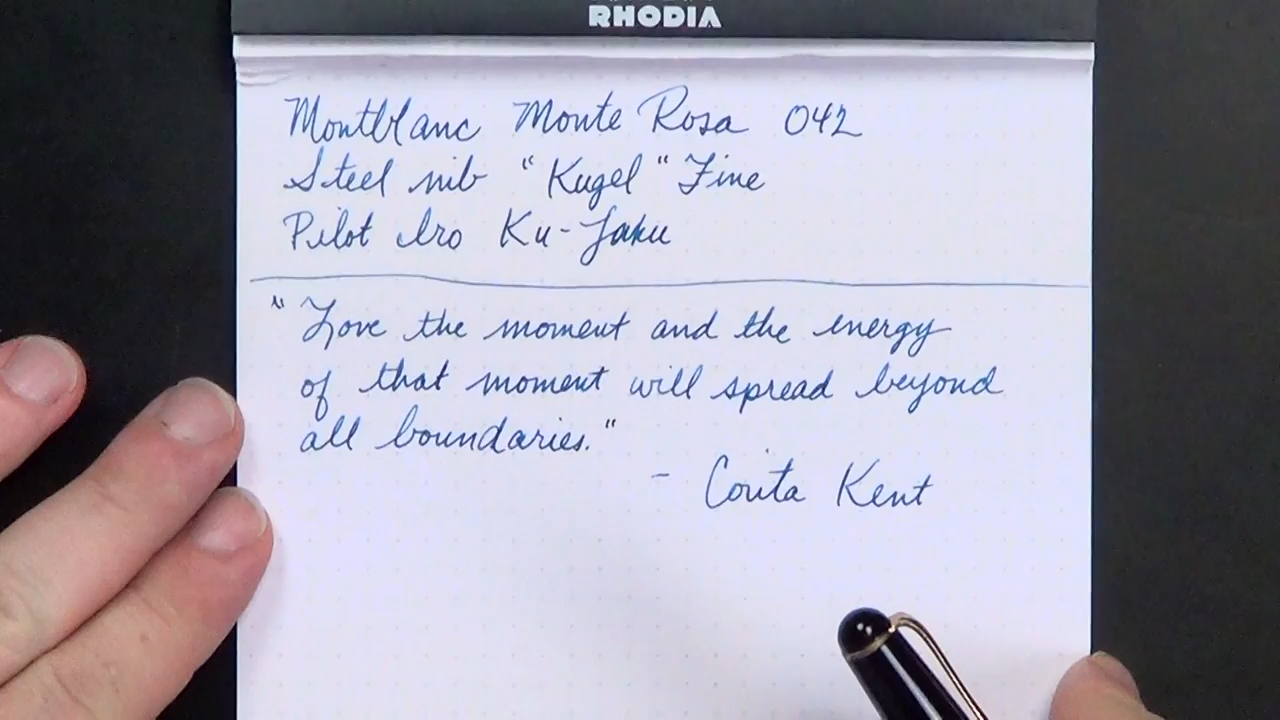 RHODIA
Montblanc Monte Rosa 042
Steel nib "Kugel" Fine
Pilot Iro Ku-Jaku
"Love the moment and the energy
of that moment will spread beyond
all boundaries."
- Corita Kent